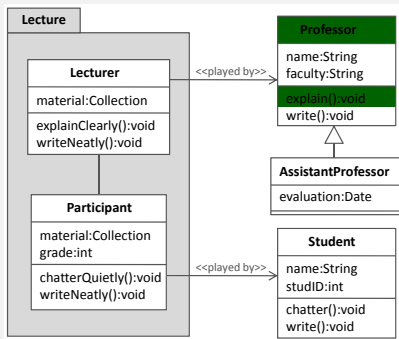 Lecture
Lecturer
material:Collection
explainClearly():void
writeNeatly():void
Participant
material:Collection
grade:int
chatterQuietly():void
writeNeatly():void
<<played by>>
<<played by>>
Professor
name:String
faculty:String
explain():void
write():void
AssistantProfessor
evaluation:Date
Student
name:String
studID:int
chatter():void
write():void